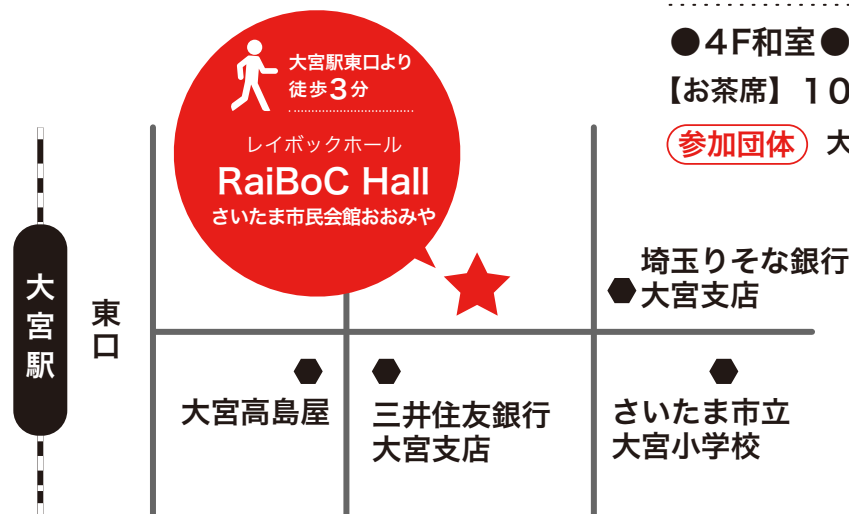 大宮駅東口より
徒歩3分
レイボックホール
RaiBoC Hall
さいたま市民会館おおみや
●4F和室●
【お茶席】10
参加団体 大
大宮駅
東口
埼玉りそな銀行
大宮支店
大宮高島屋
三井住友銀行
大宮支店
さいたま市立
大宮小学校